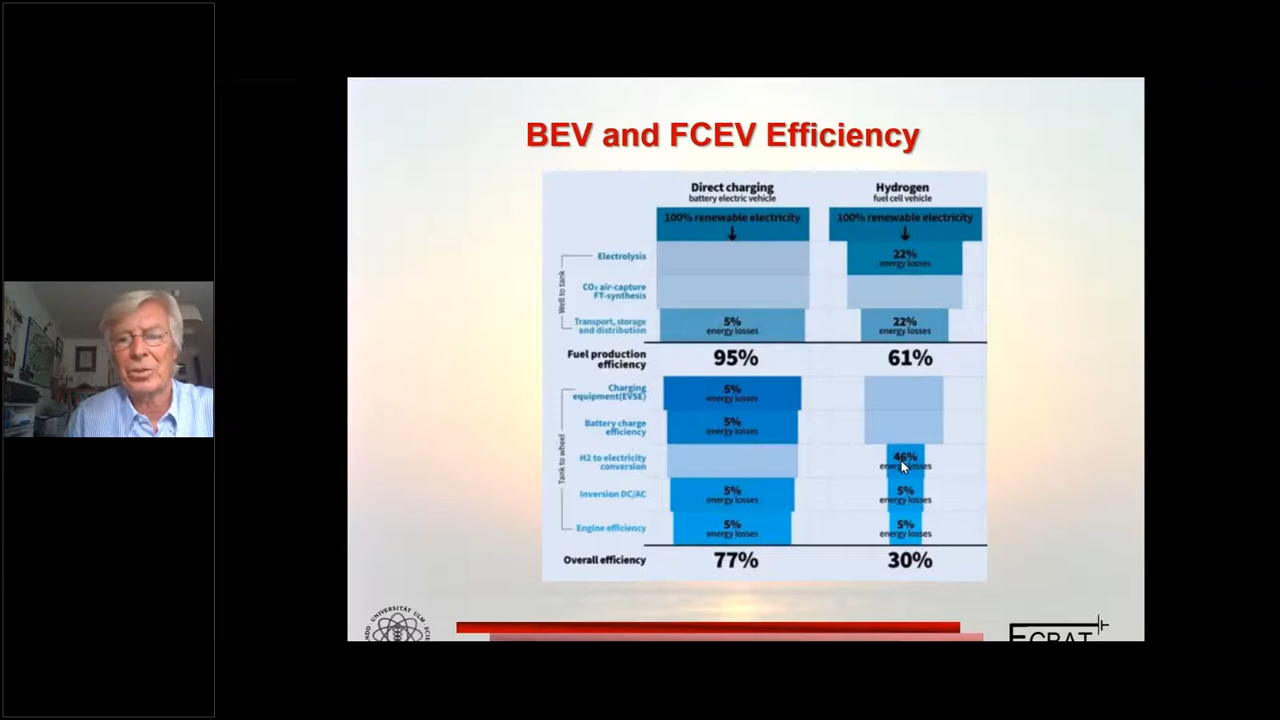 BEV and FCEV Efficiency
Direct charging
battery electric vehicle
Hydrogen
fuel cell vehicle
100% renewable electricity
100% renewable electricity
Well to tank
Electrolysis
22%
energy losses
CO₂ air-capture
FT-synthesis
Transport, storage
and distribution
5%
energy losses
22%
energy losses
Fuel production
efficiency
95%
61%
Tank to wheel
Charging
equipment(EVSE)
5%
energy losses
Battery charge
efficiency
5%
energy losses
H2 to electricity
conversion
46%
energy losses
Inversion DC/AC
5%
energy losses
5%
energy losses
Engine efficiency
5%
energy losses
5%
energy losses
Overall efficiency
77%
30%
UNIVERSITÄT ULM
ECBAT